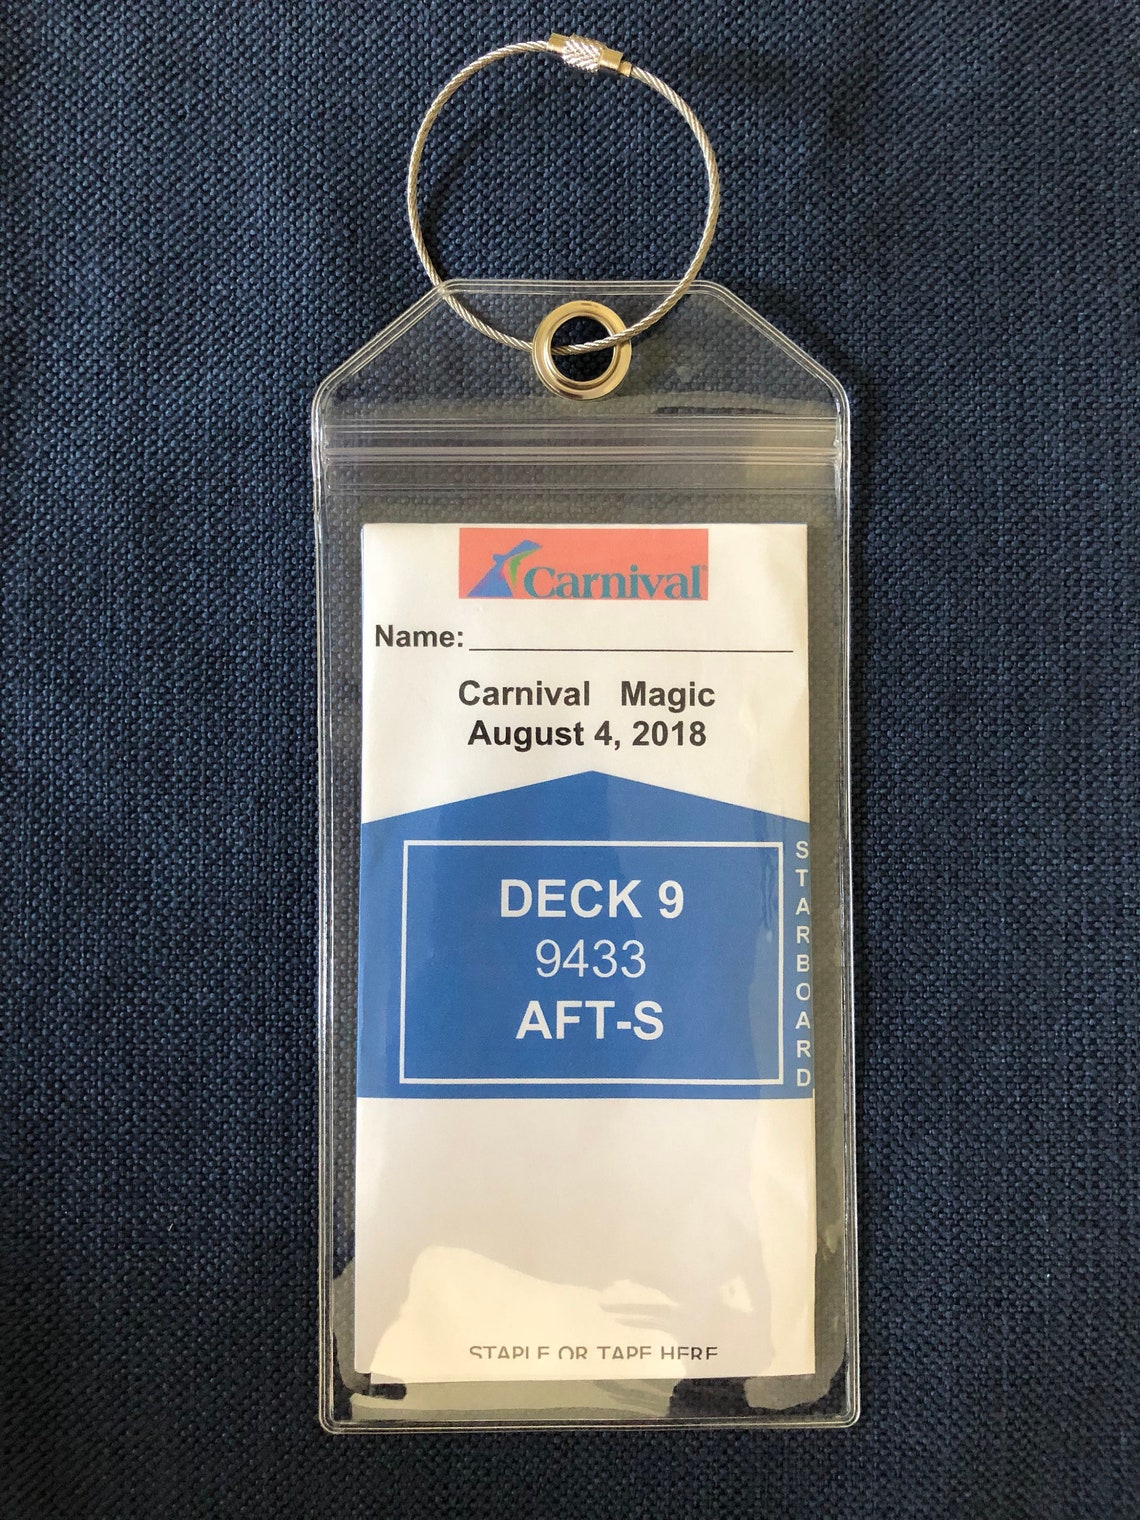 Carnival®
Name:
Carnival Magic
August 4, 2018
STARBOARD
DECK 9
9433
AFT-S
STAPLE OR TAPE HERE